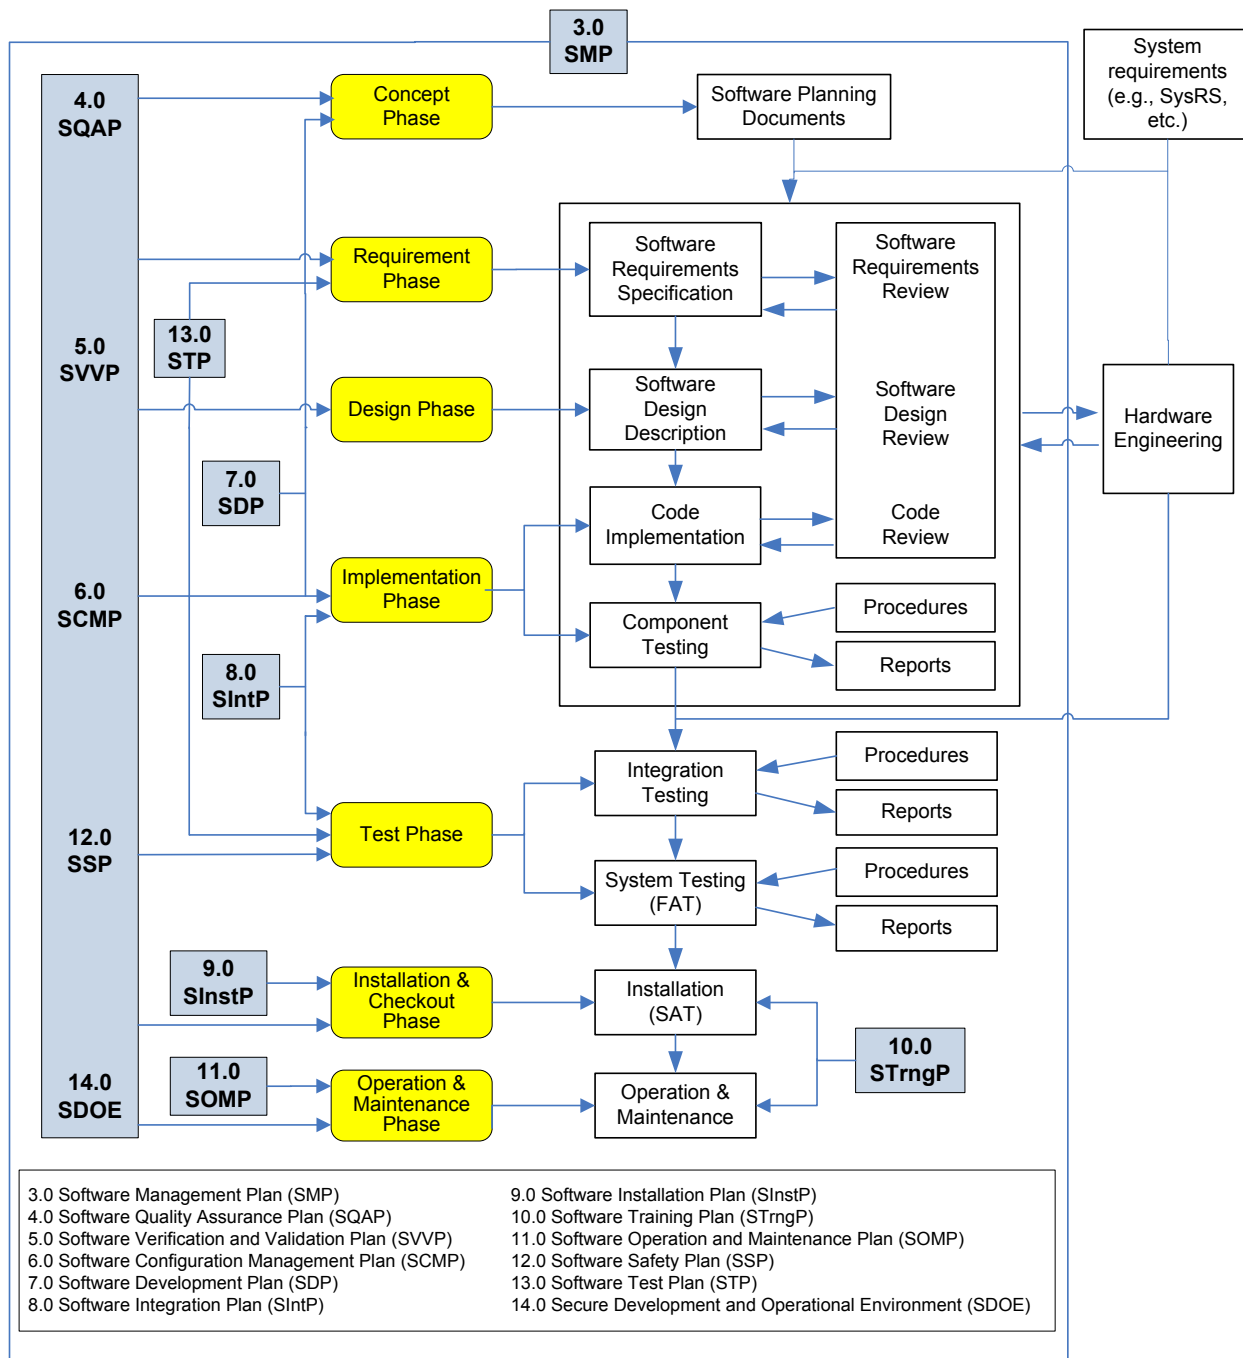 3.0
SMP
System
requirements
(e.g., SysRS,
etc.)
4.0
SQAP
Concept
Phase
Software Planning
Documents
Requirement
Phase
Software
Requirements
Specification
Software
Requirements
Review
13.0
STP
5.0
SVVP
Design Phase
Software
Design
Description
Software
Design
Review
Hardware
Engineering
7.0
SDP
Code
Implementation
Code
Review
6.0
SCMP
Implementation
Phase
Component
Testing
Procedures
Reports
8.0
SIntP
Integration
Testing
Procedures
Reports
12.0
SSP
Test Phase
System Testing
(FAT)
Procedures
Reports
9.0
SInstP
Installation &
Checkout
Phase
Installation
(SAT)
10.0
STrngP
14.0
SDOE
11.0
SOMP
Operation &
Maintenance
Phase
Operation &
Maintenance
3.0 Software Management Plan (SMP)
4.0 Software Quality Assurance Plan (SQAP)
5.0 Software Verification and Validation Plan (SVVP)
6.0 Software Configuration Management Plan (SCMP)
7.0 Software Development Plan (SDP)
8.0 Software Integration Plan (SIntP)
9.0 Software Installation Plan (SInstP)
10.0 Software Training Plan (STrngP)
11.0 Software Operation and Maintenance Plan (SOMP)
12.0 Software Safety Plan (SSP)
13.0 Software Test Plan (STP)
14.0 Secure Development and Operational Environment (SDOE)